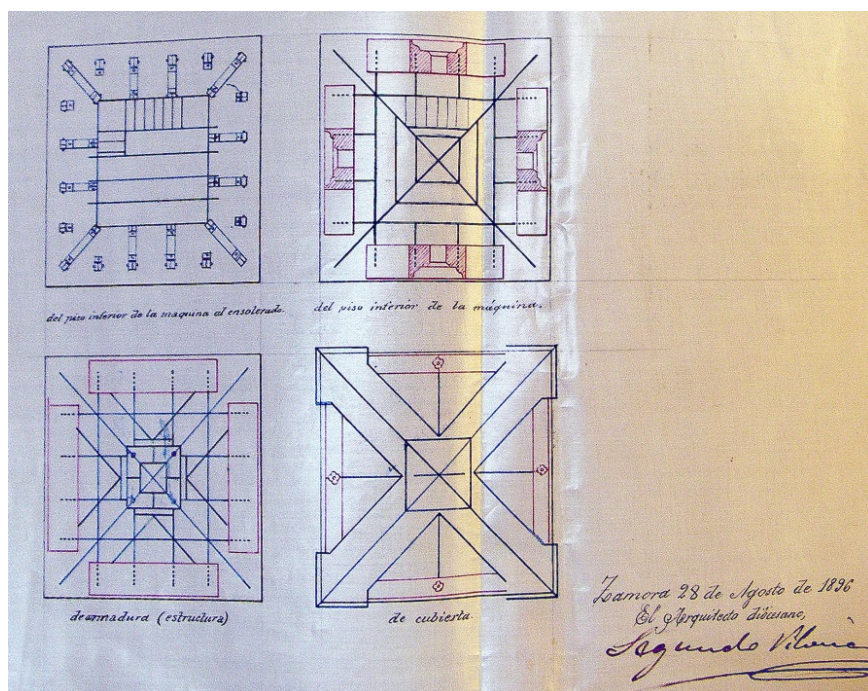 del piso inferior de la maquina al ensolerado.
del piso inferior de la máquina.
de armadura (estructura)
de cubierta
Zamora 28 de Agosto de 1896
El Arquitecto diocesano,
Segundo Viloria